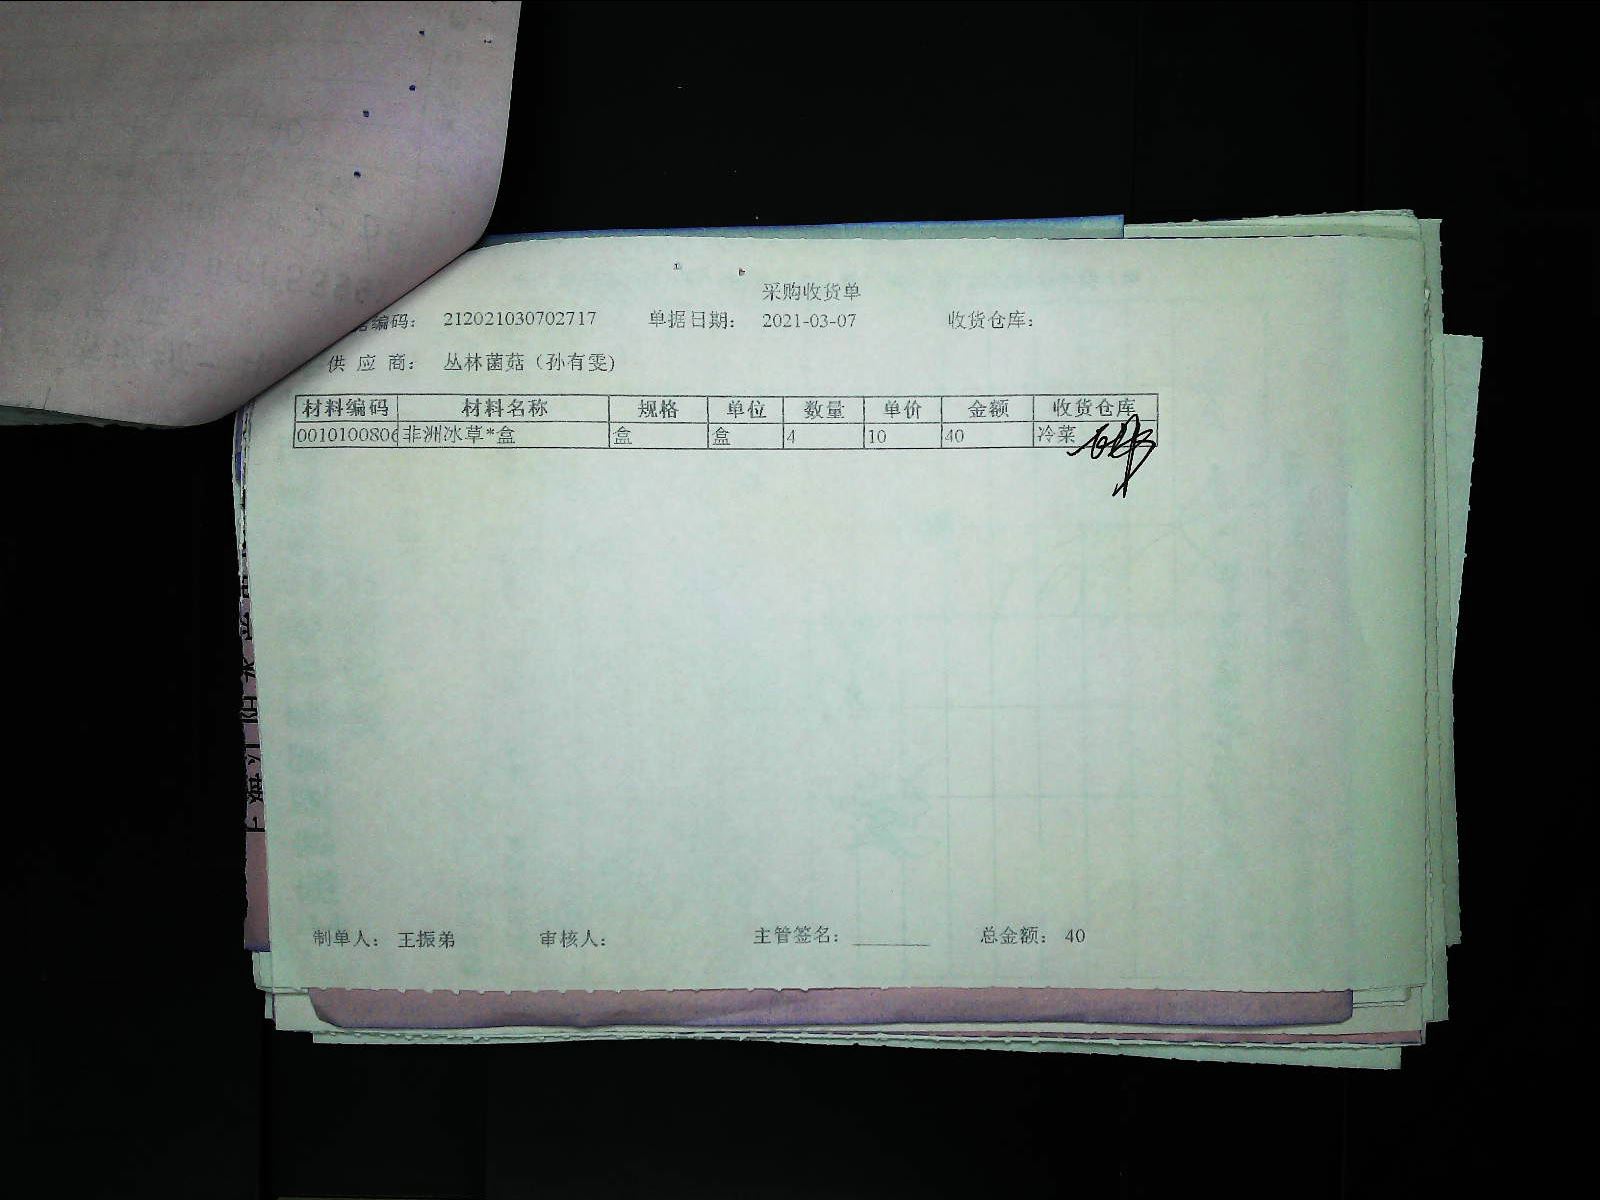 采购收货单
编码： 212021030702717 单据日期： 2021-03-07 收货仓库：
供 应 商： 丛林菌菇（孙有雯）
材料编码 材料名称 规格 单位 数量 单价 金额 收货仓库
0010100806 非洲冰草*盒 盒 盒 4 10 40 冷菜
制单人： 王振弟 审核人： 主管签名： ________ 总金额： 40